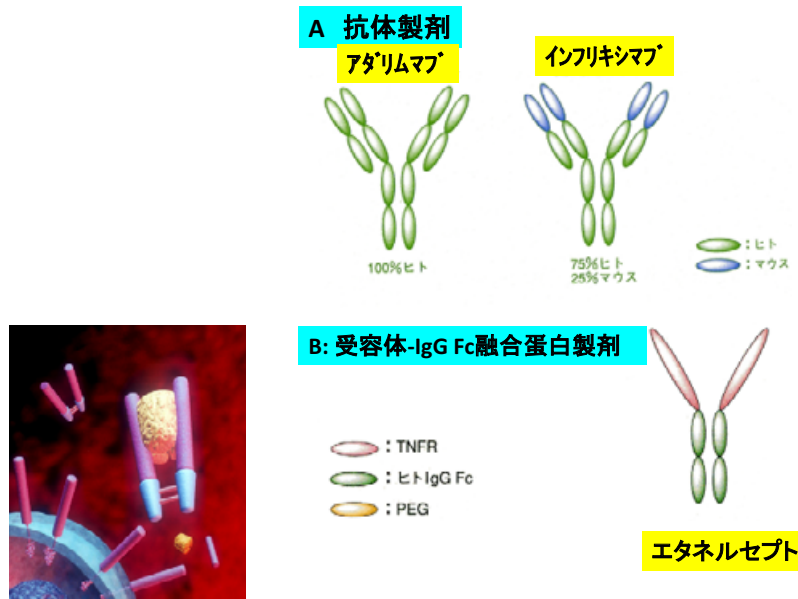 A 抗体製剤
アダリムマブ
インフリキシマブ
100%ヒト
75%ヒト
25%マウス
：ヒト
：マウス
B: 受容体-IgG Fc融合蛋白製剤
：TNFR
：ヒトIgG Fc
：PEG
エタネルセプト